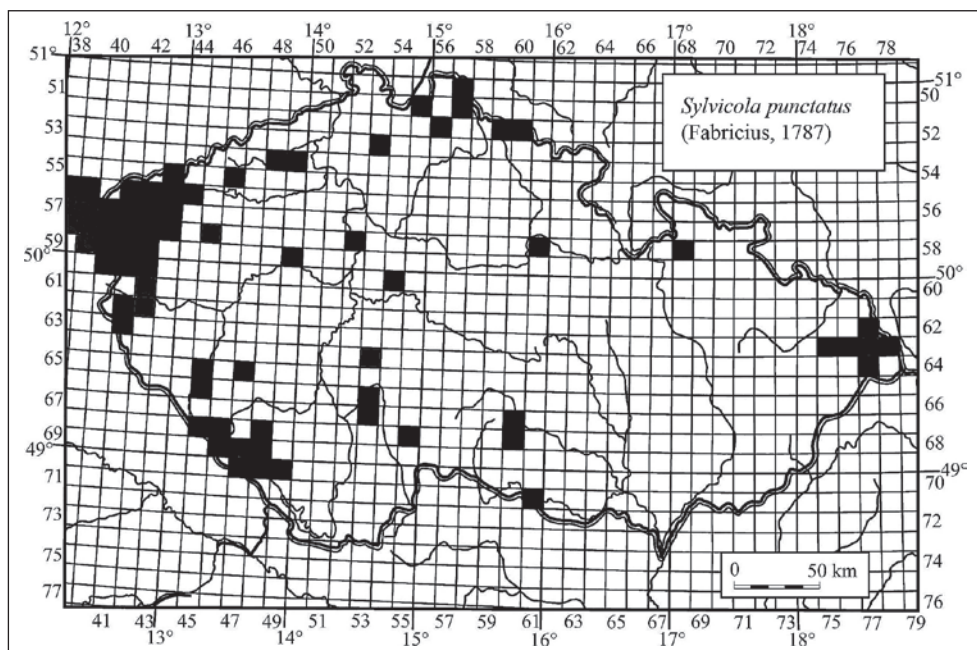 12° 13° 14° 15° 16° 17° 18°
38 40 42 44 46 48 50 52 54 56 58 60 62 64 66 68 70 72 74 76 78
51° 51 53 55 57 59 50° 61 63 65 67 69 49° 71 73 75 77
Sylvicola punctatus
(Fabricius, 1787)
51° 50 52 54 56 58 50° 60 62 64 66 68 49° 70 72 74 76
0 50 km
41 43 45 47 49 51 53 55 57 59 61 63 65 67 69 71 73 75 77 79
13° 14° 15° 16° 17° 18°